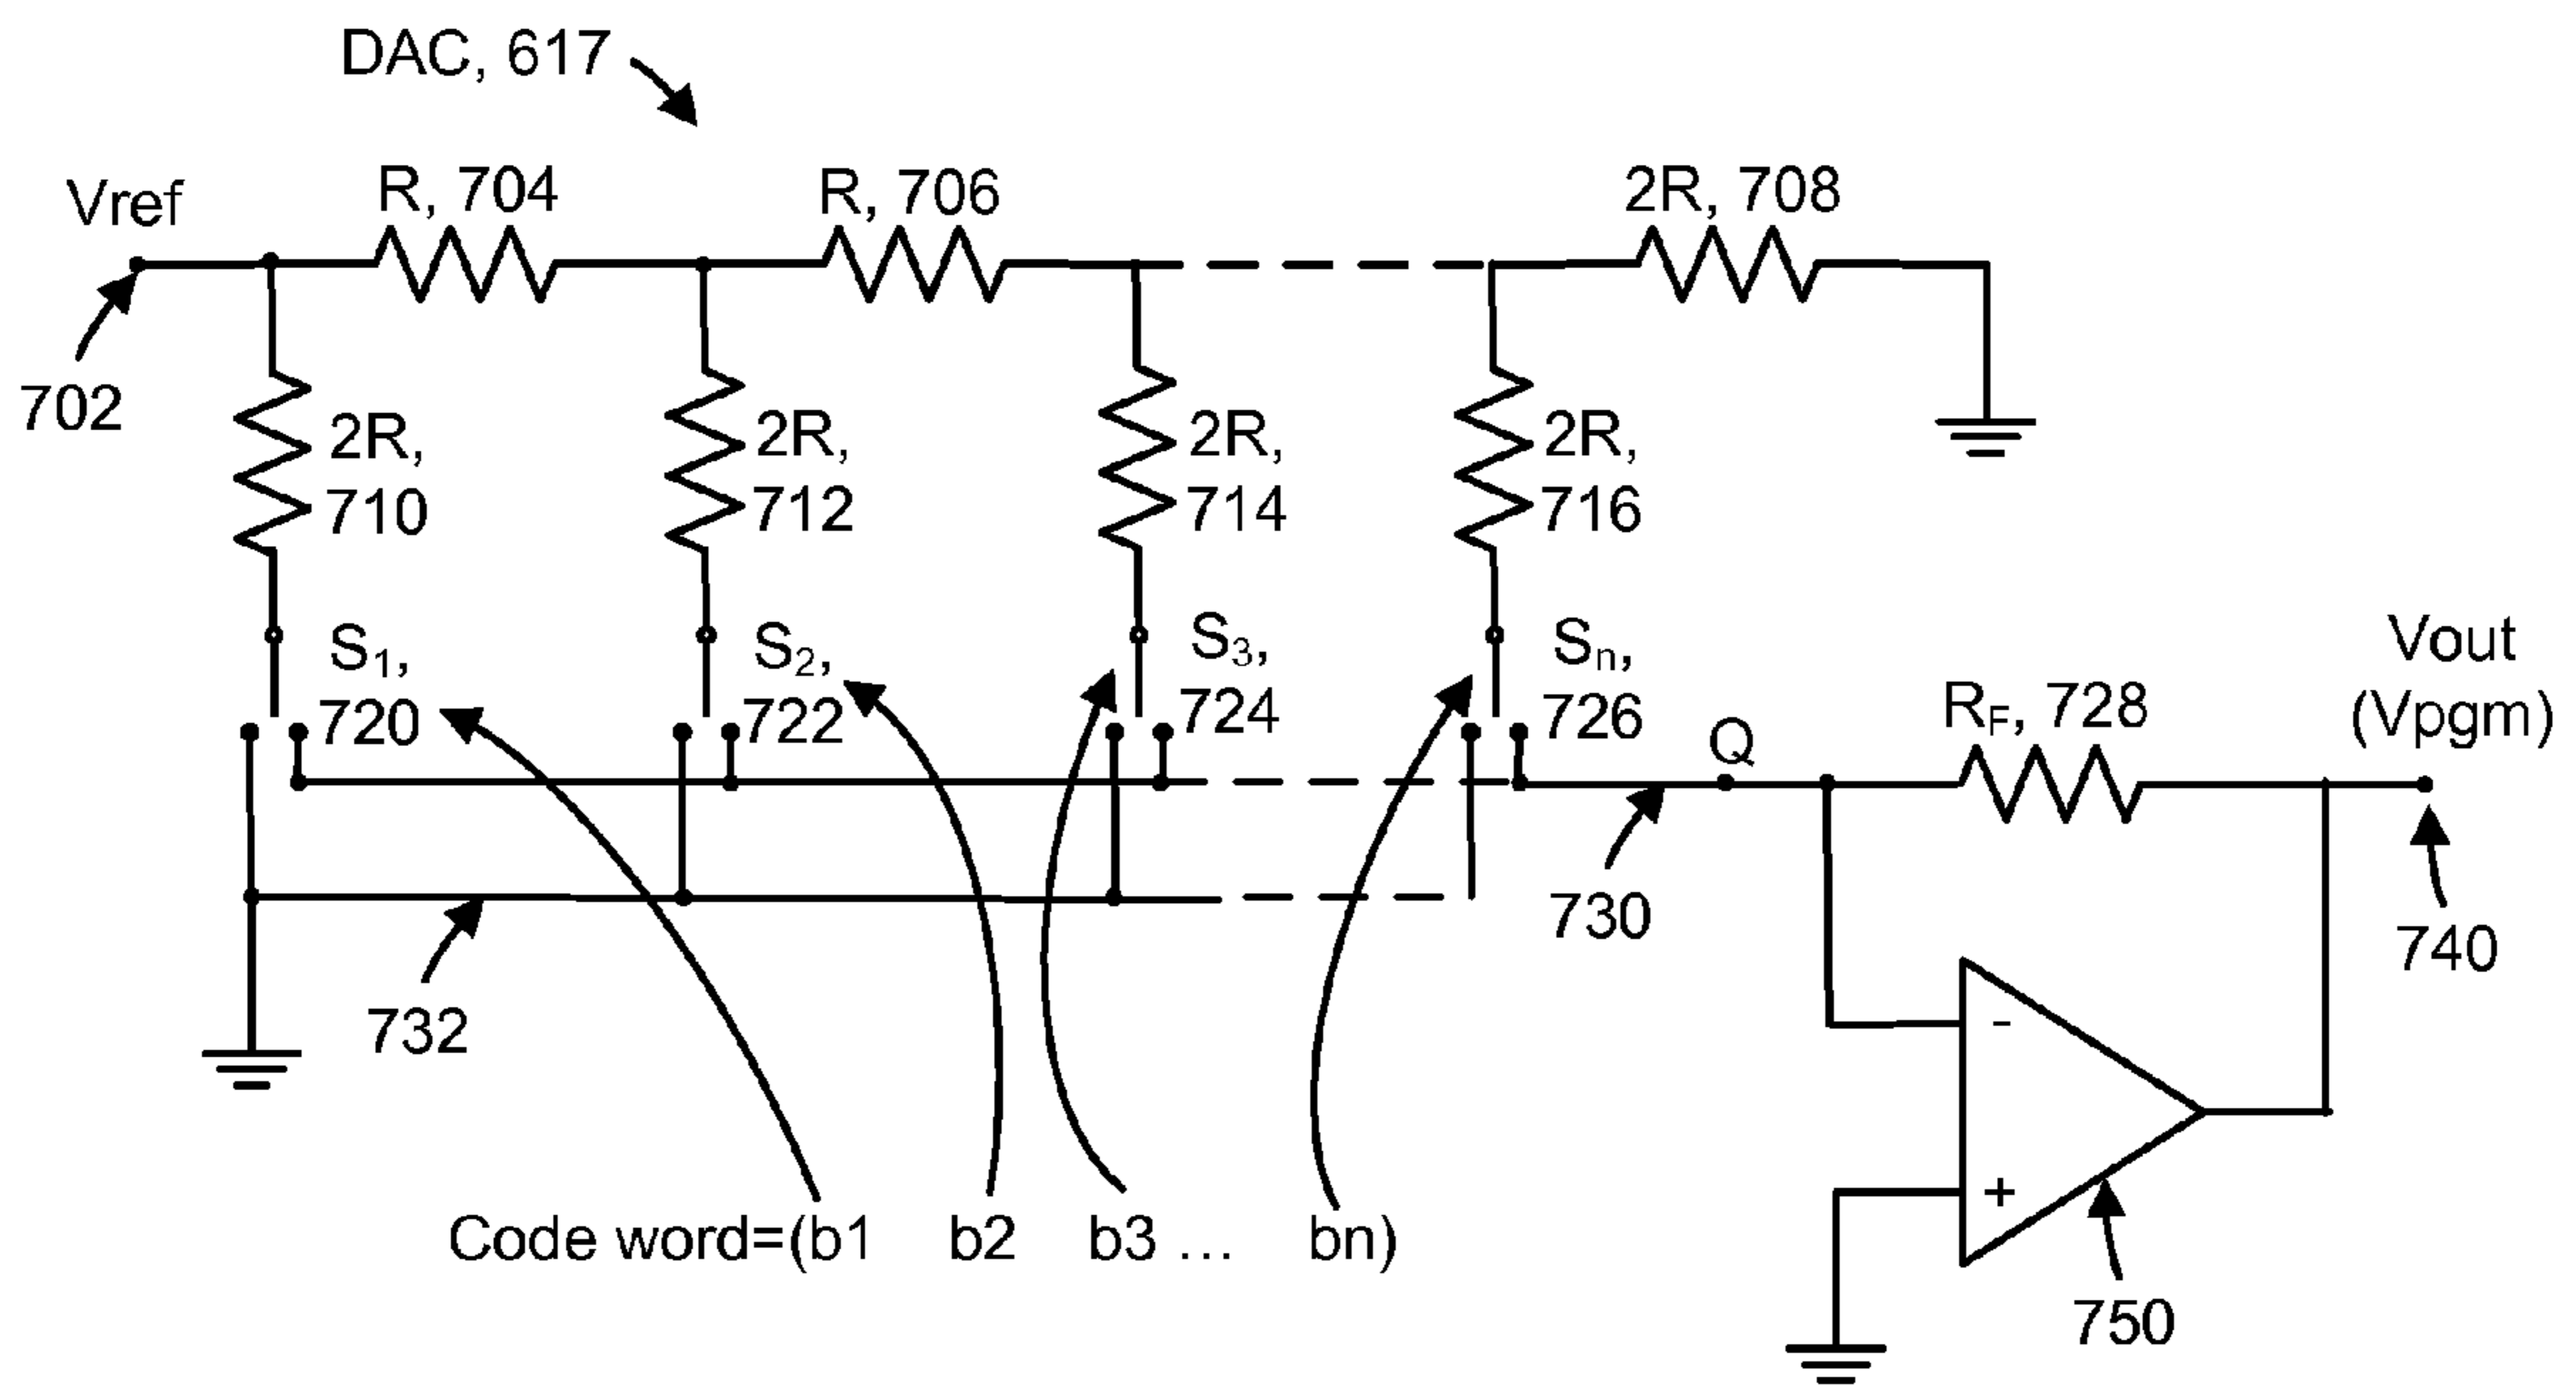 DAC, 617
Vref
R, 704
R, 706
2R, 708
702
2R,
710
2R,
712
2R,
714
2R,
716
S1,
720
S2,
722
S3,
724
Sn,
726
Q
RF, 728
Vout
(Vpgm)
730
740
732
-
+
Code word=(b1 b2 b3 ... bn)
750